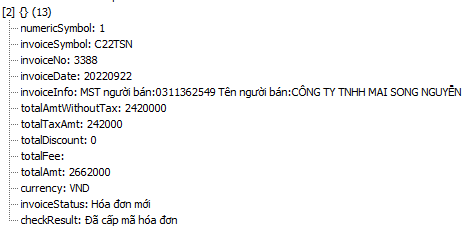 [2] {} (13)
numericSymbol: 1
invoiceSymbol: C22TSN
invoiceNo: 3388
invoiceDate: 20220922
invoiceInfo: MST người bán:0311362549 Tên người bán:CÔNG TY TNHH MAI SONG NGUYỄN
totalAmtWithoutTax: 2420000
totalTaxAmt: 242000
totalDiscount: 0
totalFee:
totalAmt: 2662000
currency: VND
invoiceStatus: Hóa đơn mới
checkResult: Đã cấp mã hóa đơn